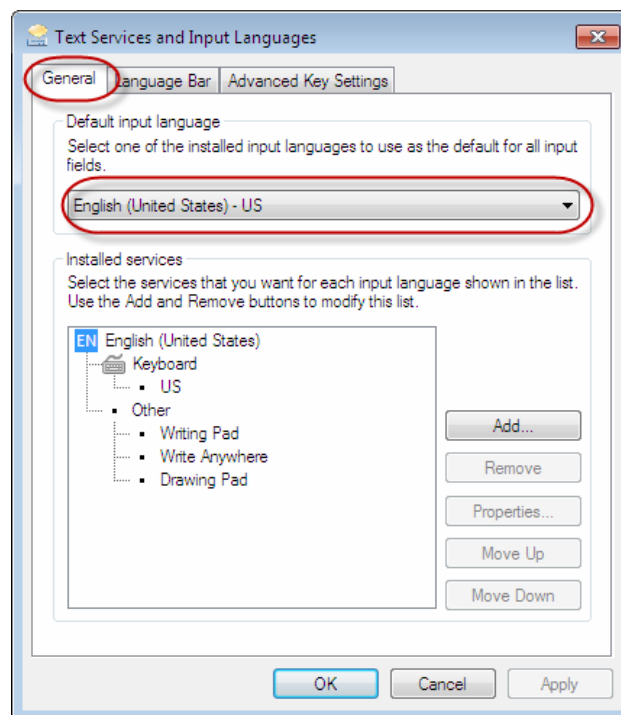 Text Services and Input Languages
General
Language Bar
Advanced Key Settings
Default input language
Select one of the installed input languages to use as the default for all input
fields.
English (United States) - US
Installed services
Select the services that you want for each input language shown in the list.
Use the Add and Remove buttons to modify this list.
EN English (United States)
Keyboard
US
Other
Writing Pad
Write Anywhere
Drawing Pad
Add...
Remove
Properties...
Move Up
Move Down
OK
Cancel
Apply